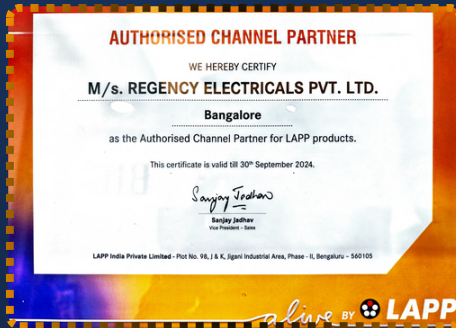 AUTHORISED CHANNEL PARTNER
WE HEREBY CERTIFY
M/s. REGENCY ELECTRICALS PVT. LTD.
Bangalore
as the Authorised Channel Partner for LAPP products.
This certificate is valid till 30th September 2024.
Sanjay Jadhav
Sanjay Jadhav
Vice President - Sales
LAPP India Private Limited - Plot No. 98, J & K, Jigani Industrial Area, Phase - II, Bengaluru - 560105
alive BY LAPP